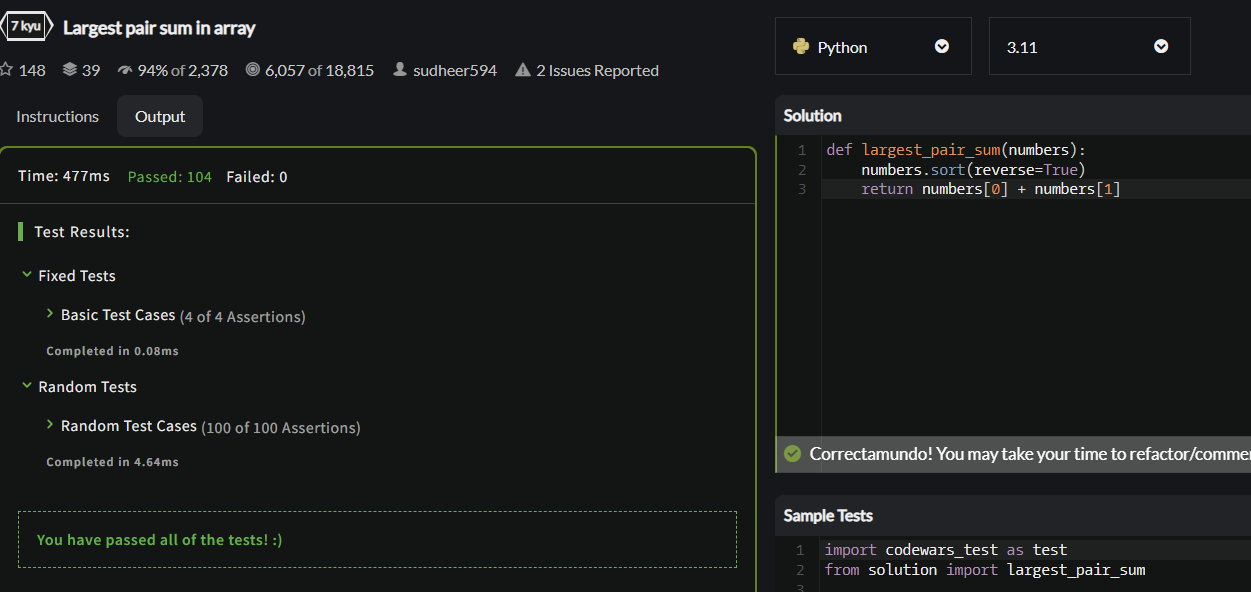 7 kyu Largest pair sum in array
148 39 94% of 2,378 6,057 of 18,815 sudheer594 2 Issues Reported
Instructions Output
Time: 477ms Passed: 104 Failed: 0
Test Results:
Fixed Tests
Basic Test Cases (4 of 4 Assertions)
Completed in 0.08ms
Random Tests
Random Test Cases (100 of 100 Assertions)
Completed in 4.64ms
You have passed all of the tests! :)
Python 3.11
Solution
1 def largest_pair_sum(numbers):
2 numbers.sort(reverse=True)
3 return numbers[0] + numbers[1]
Correctamundo! You may take your time to refactor/comme
Sample Tests
1 import codewars_test as test
2 from solution import largest_pair_sum
3